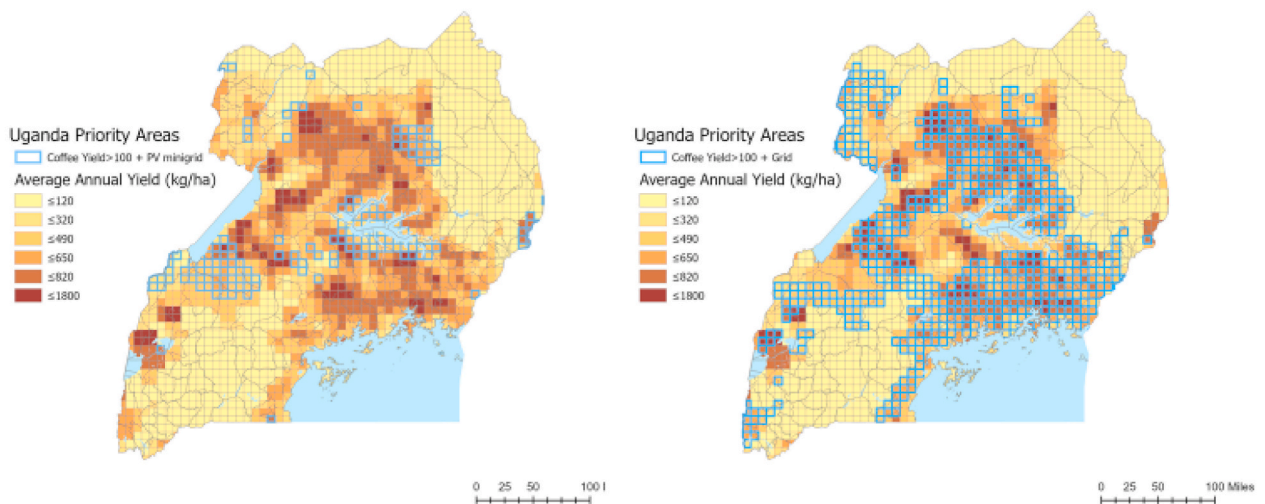 Uganda Priority Areas
Coffee Yield>100 + PV minigrid
Average Annual Yield (kg/ha)
≤120
≤320
≤490
≤650
≤820
≤1800
0 25 50 100 l
Uganda Priority Areas
Coffee Yield>100 + Grid
Average Annual Yield (kg/ha)
≤120
≤320
≤490
≤650
≤820
≤1800
0 25 50 100 Miles